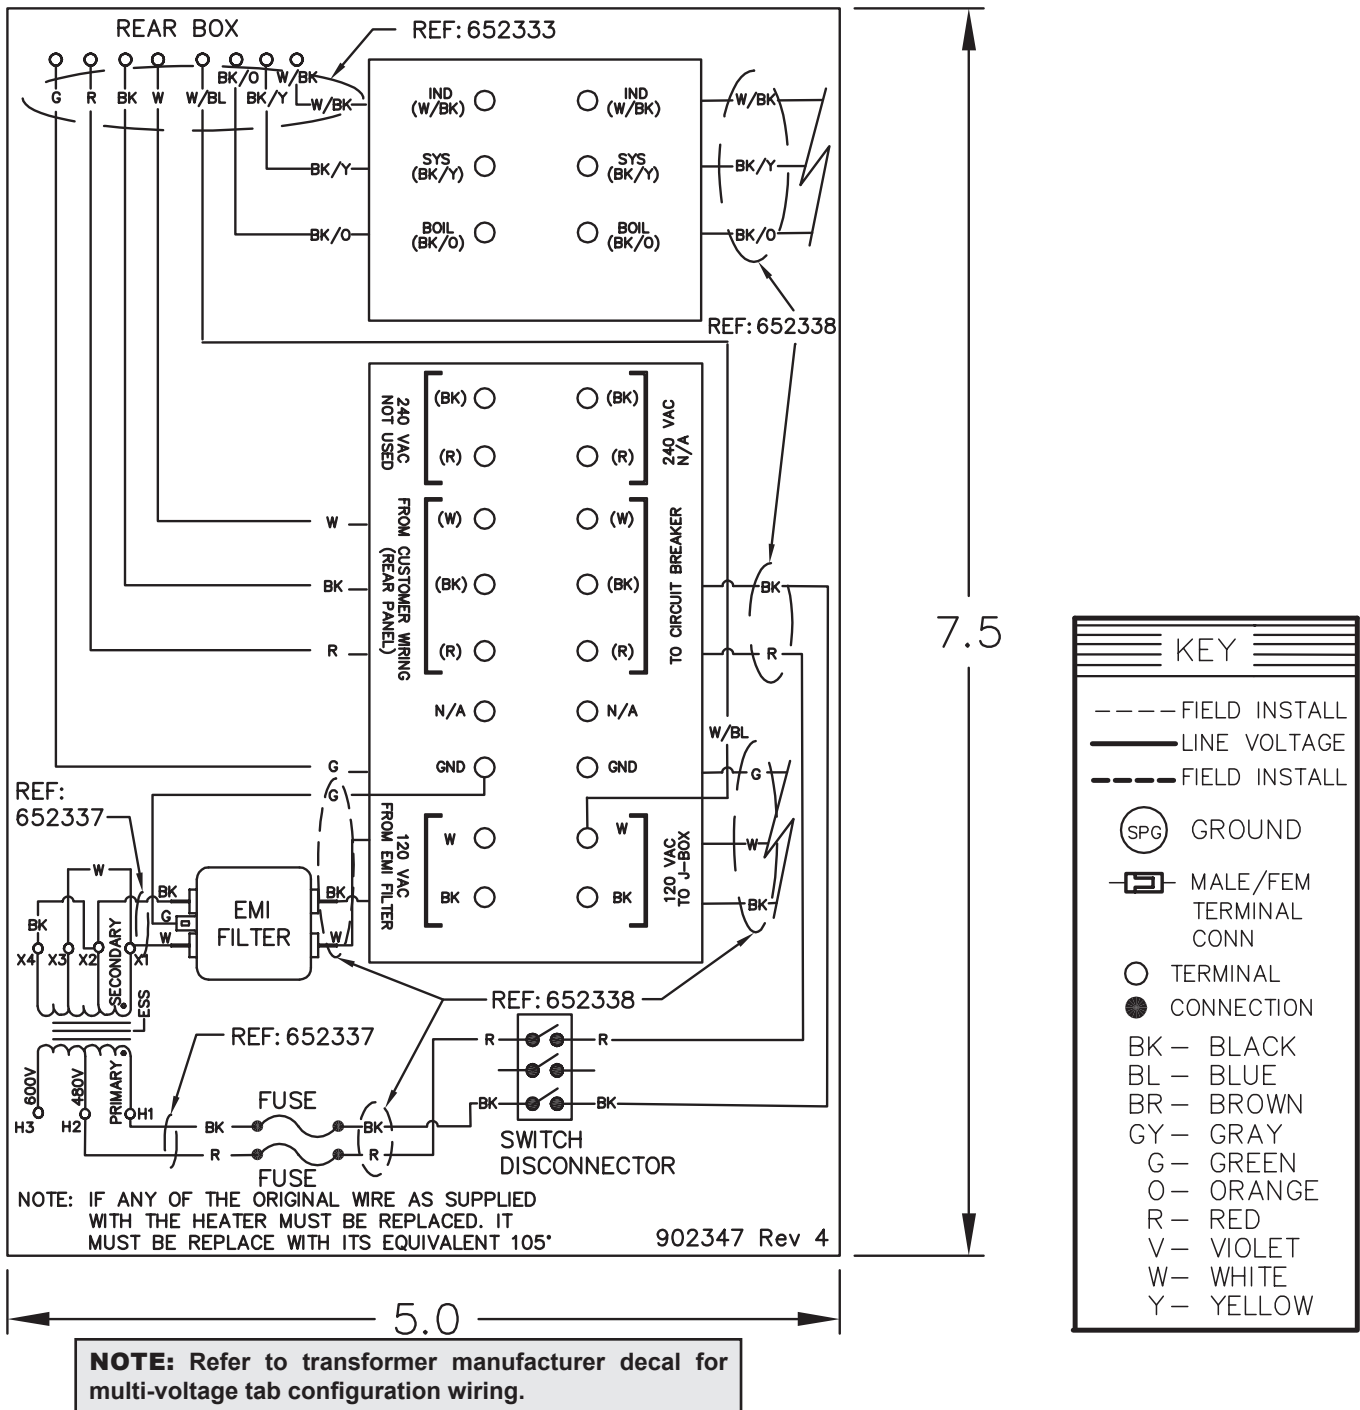 REAR BOX
REF: 652333
G R BK W W/BL BK/O BK/Y W/BK
W/BK
BK/Y
BK/O
IND
(W/BK)
SYS
(BK/Y)
BOIL
(BK/O)
IND
(W/BK)
SYS
(BK/Y)
BOIL
(BK/O)
W/BK
BK/Y
BK/O
REF: 652338
240 VAC
NOT USED
(BK)
(R)
(BK)
(R)
240 VAC
N/A
W
BK
R
FROM CUSTOMER WIRING
(REAR PANEL)
(W)
(BK)
(R)
(W)
(BK)
(R)
TO CIRCUIT BREAKER
BK
R
N/A
N/A
W/BL
G
GND
GND
G
G
120 VAC
FROM EMI FILTER
W
BK
W
BK
120 VAC
TO J-BOX
W
BK
REF:
652337
W
BK
BK
G
W
EMI
FILTER
BK
W
X4 X3 X2 X1
SECONDARY
ESS
REF: 652338
REF: 652337
600V
480V
PRIMARY
H3 H2 H1
BK
R
FUSE
FUSE
BK
R
R
BK
R
BK
SWITCH
DISCONNECTOR
NOTE: IF ANY OF THE ORIGINAL WIRE AS SUPPLIED
WITH THE HEATER MUST BE REPLACED. IT
MUST BE REPLACE WITH ITS EQUIVALENT 105°
902347 Rev 4
7.5
5.0
NOTE: Refer to transformer manufacturer decal for
multi-voltage tab configuration wiring.
KEY
FIELD INSTALL
LINE VOLTAGE
FIELD INSTALL
SPG GROUND
MALE/FEM
TERMINAL
CONN
TERMINAL
CONNECTION
BK – BLACK
BL – BLUE
BR – BROWN
GY – GRAY
G – GREEN
O – ORANGE
R – RED
V – VIOLET
W – WHITE
Y – YELLOW